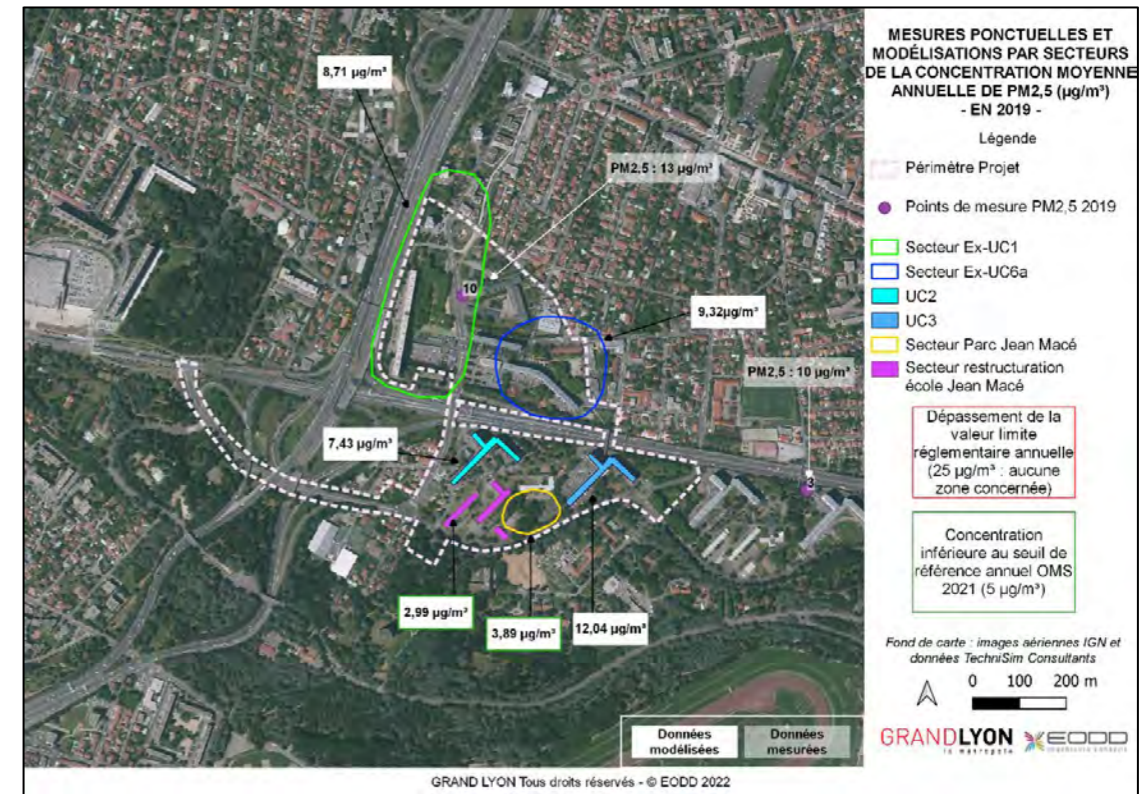 MESURES PONCTUELLES ET
MODÉLISATIONS PAR SECTEURS
DE LA CONCENTRATION MOYENNE
ANNUELLE DE PM2,5 (µg/m³)
- EN 2019 -
Légende
Périmètre Projet
Points de mesure PM2,5 2019
Secteur Ex-UC1
Secteur Ex-UC6a
UC2
UC3
Secteur Parc Jean Macé
Secteur restructuration
école Jean Macé
Dépassement de la
valeur limite
réglementaire annuelle
(25 µg/m³ : aucune
zone concernée)
Concentration
inférieure au seuil de
référence annuel OMS
2021 (5 µg/m³)
Fond de carte : images aériennes IGN et
données TechniSim Consultants
0 100 200 m
GRANDLYON
la métropole
EODD
8,71 µg/m³
PM2,5 : 13 µg/m³
10
9,32µg/m³
PM2,5 : 10 µg/m³
3
7,43 µg/m³
2,99 µg/m³
3,89 µg/m³
12,04 µg/m³
Données
modélisées
Données
mesurées
GRAND LYON Tous droits réservés - © EODD 2022